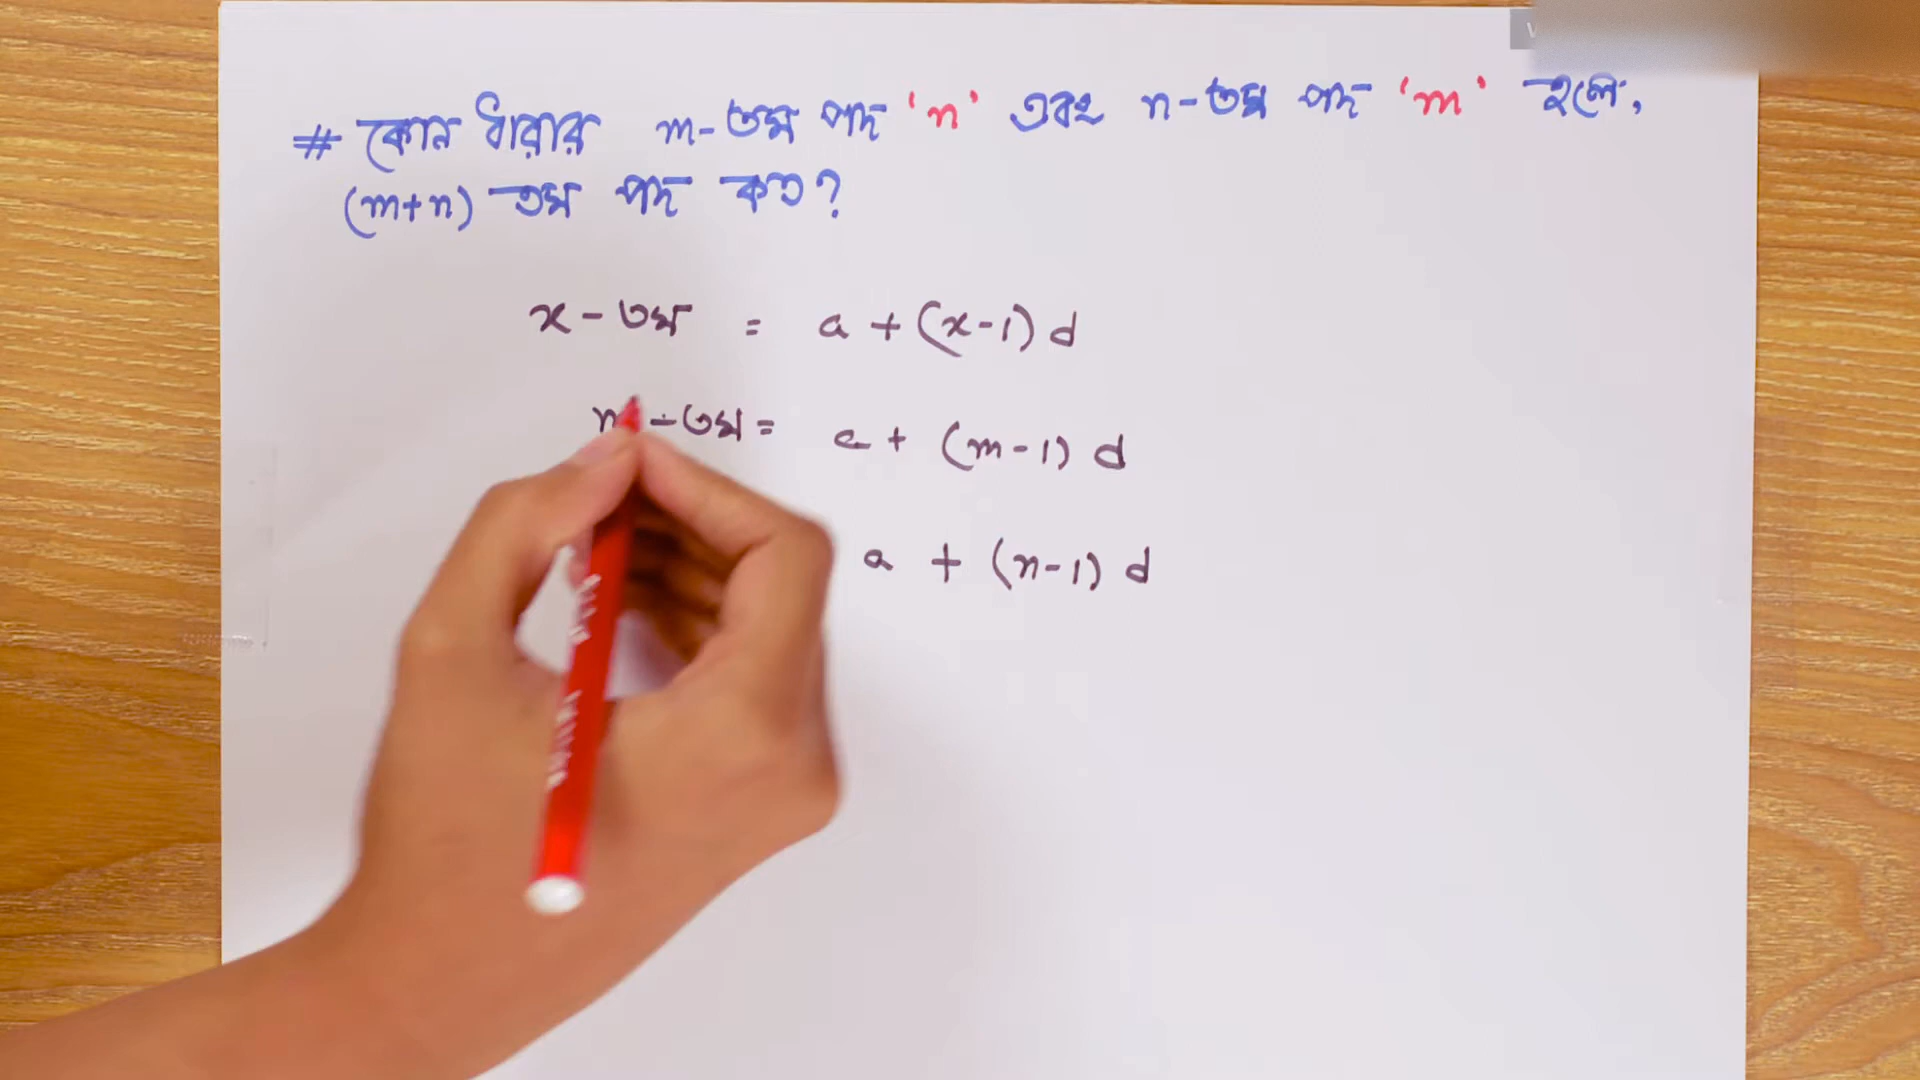 # কোন ধারার m-তম পদ 'n' এবং n-তম পদ 'm' হলে,
(m+n) তম পদ কত?
x-তম = a + (x-1) d
-তম = a + (m-1) d
a + (n-1) d